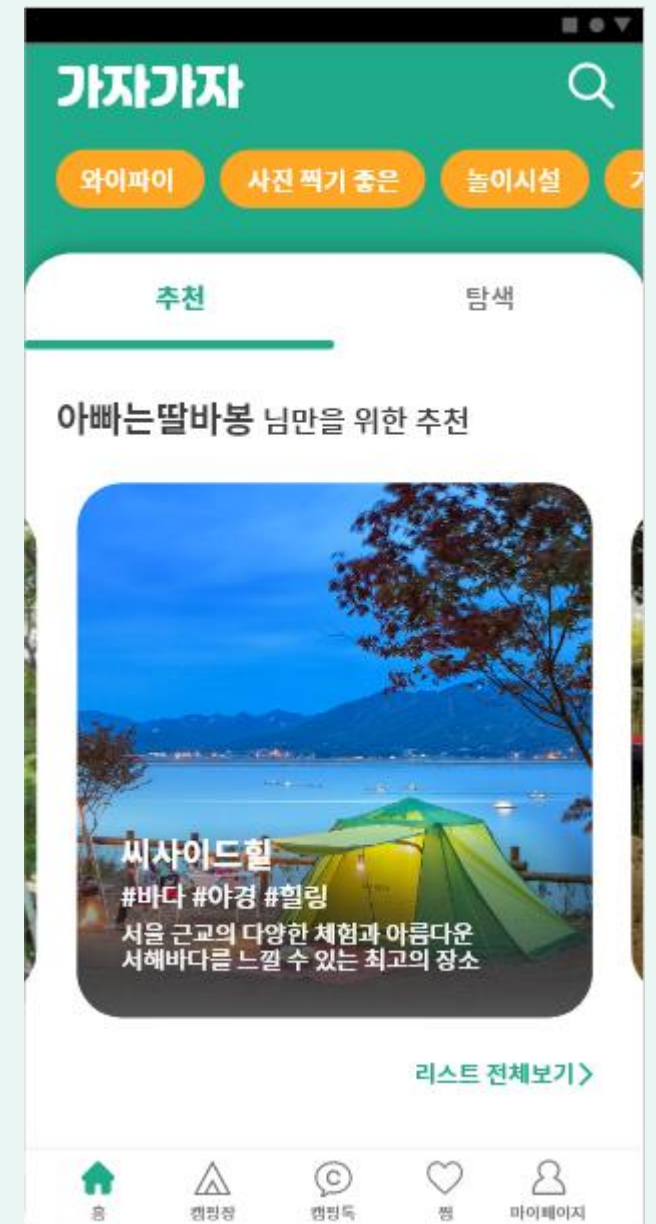 가자가자
와이파이
사진 찍기 좋은
놀이시설
추천
탐색
아빠는딸바봉 님만을 위한 추천
씨사이드힐
#바다 #야경 #힐링
서울 근교의 다양한 체험과 아름다운
서해바다를 느낄 수 있는 최고의 장소
리스트 전체보기
홈
캠핑장
캠핑톡
찜
마이페이지